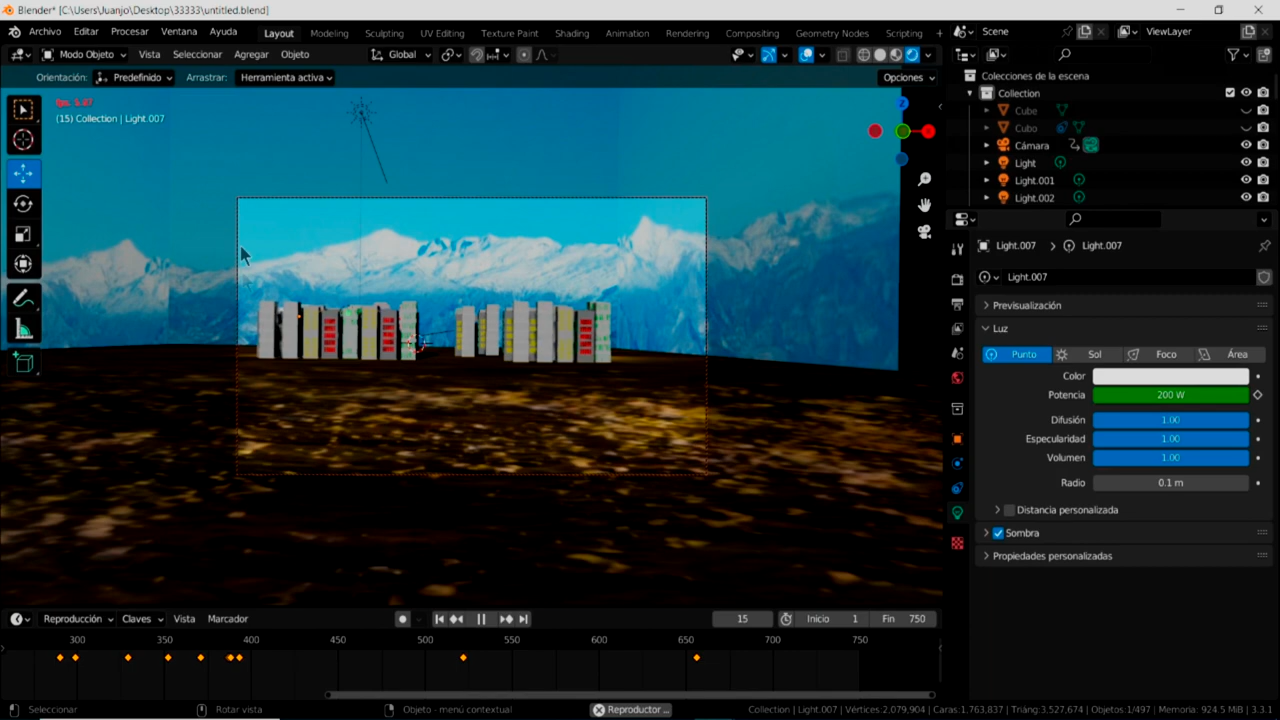 Blender* [C:\Users\Juanjo\Desktop\33333\untitled.blend]
Archivo Editar Procesar Ventana Ayuda Layout Modeling Sculpting UV Editing Texture Paint Shading Animation Rendering Compositing Geometry Nodes Scripting + Scene ViewLayer
Modo Objeto Vista Seleccionar Agregar Objeto Global
Orientación: Predefinido Arrastrar: Herramienta activa Opciones
(15) Collection | Light.007
Z
Colecciones de la escena
Collection
Cube
Cubo
Cámara
Light
Light.001
Light.002
Light.007 > Light.007
Light.007
Previsualización
Luz
Punto Sol Foco Área
Color
Potencia 200 W
Difusión 1.00
Especularidad 1.00
Volumen 1.00
Radio 0.1 m
Distancia personalizada
Sombra
Propiedades personalizadas
Reproducción Claves Vista Marcador 15 Inicio 1 Fin 750
300 350 400 450 500 550 600 650 700 750
Seleccionar Rotar vista Objeto - menú contextual Reproductor ... Collection | Light.007 | Vértices:2,079,904 | Caras:1,763,837 | Triáng:3,527,674 | Objetos:1/497 | Memoria: 924.5 MiB | 3.3.1